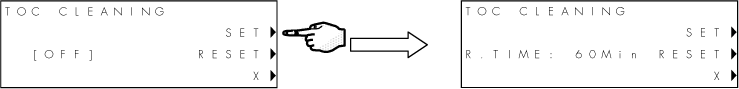 TOC CLEANING
SET
[OFF] RESET
X
TOC CLEANING
SET
R.TIME: 60Min RESET
X